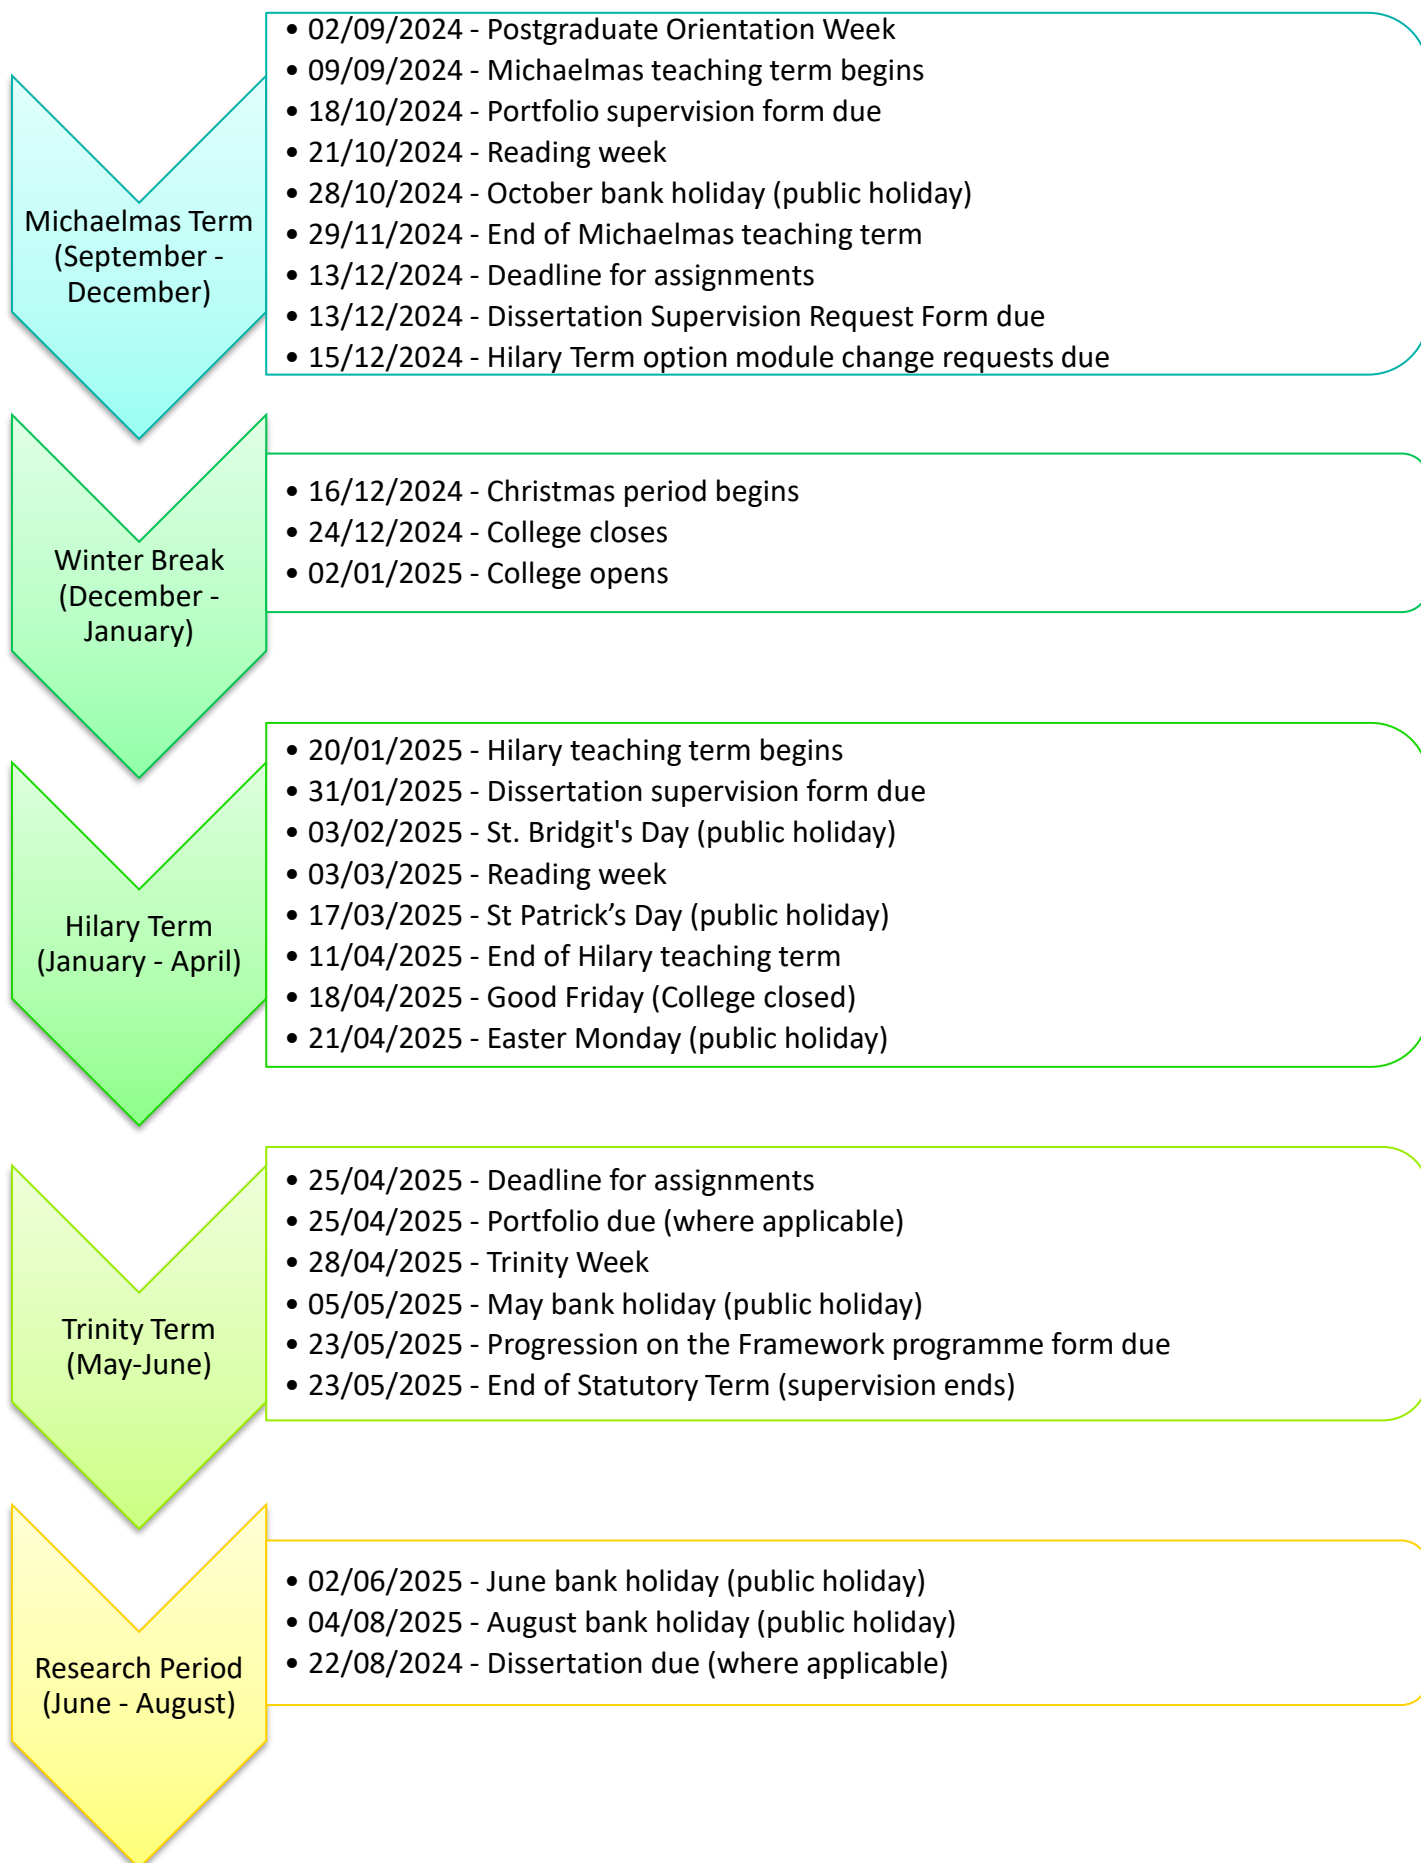 Michaelmas Term
(September -
December)
• 02/09/2024 - Postgraduate Orientation Week
• 09/09/2024 - Michaelmas teaching term begins
• 18/10/2024 - Portfolio supervision form due
• 21/10/2024 - Reading week
• 28/10/2024 - October bank holiday (public holiday)
• 29/11/2024 - End of Michaelmas teaching term
• 13/12/2024 - Deadline for assignments
• 13/12/2024 - Dissertation Supervision Request Form due
• 15/12/2024 - Hilary Term option module change requests due
Winter Break
(December -
January)
• 16/12/2024 - Christmas period begins
• 24/12/2024 - College closes
• 02/01/2025 - College opens
Hilary Term
(January - April)
• 20/01/2025 - Hilary teaching term begins
• 31/01/2025 - Dissertation supervision form due
• 03/02/2025 - St. Bridgit's Day (public holiday)
• 03/03/2025 - Reading week
• 17/03/2025 - St Patrick’s Day (public holiday)
• 11/04/2025 - End of Hilary teaching term
• 18/04/2025 - Good Friday (College closed)
• 21/04/2025 - Easter Monday (public holiday)
Trinity Term
(May-June)
• 25/04/2025 - Deadline for assignments
• 25/04/2025 - Portfolio due (where applicable)
• 28/04/2025 - Trinity Week
• 05/05/2025 - May bank holiday (public holiday)
• 23/05/2025 - Progression on the Framework programme form due
• 23/05/2025 - End of Statutory Term (supervision ends)
Research Period
(June - August)
• 02/06/2025 - June bank holiday (public holiday)
• 04/08/2025 - August bank holiday (public holiday)
• 22/08/2024 - Dissertation due (where applicable)